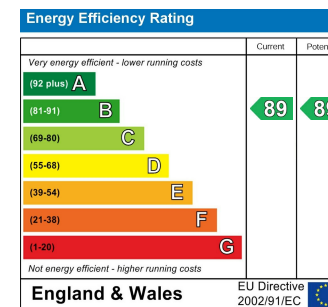 Energy Efficiency Rating
Current
Very energy efficient - lower running costs
(92 plus) A
(81-91) B 89
(69-80) C
(55-68) D
(39-54) E
(21-38) F
(1-20) G
Not energy efficient - higher running costs
England & Wales
EU Directive
2002/91/EC